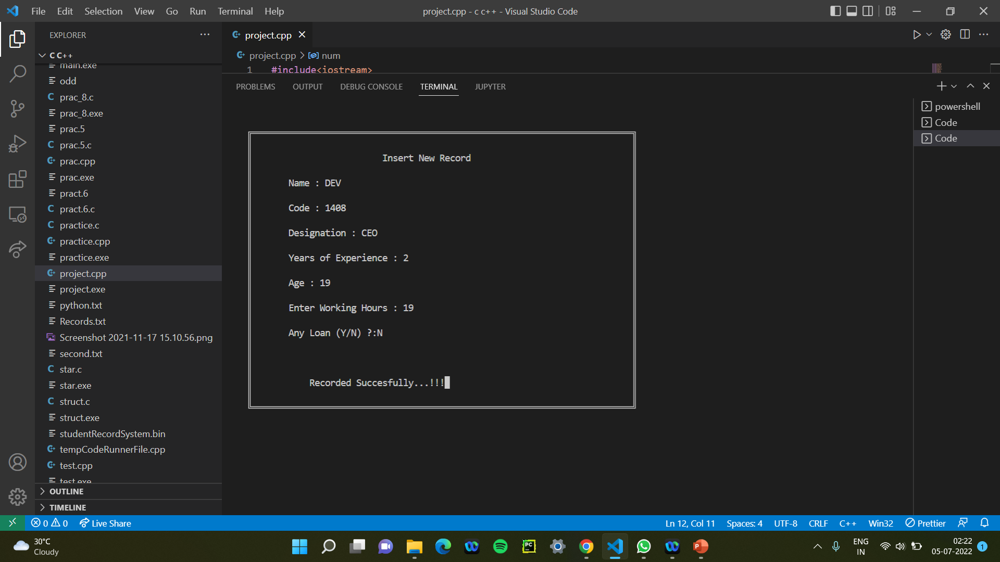 File Edit Selection View Go Run Terminal Help
project.cpp - c c++ - Visual Studio Code
EXPLORER
C C++
main.exe
odd
prac_8.c
prac_8.exe
prac.5
prac.5.c
prac.cpp
prac.exe
pract.6
pract.6.c
practice.c
practice.cpp
practice.exe
project.cpp
project.exe
python.txt
Records.txt
Screenshot 2021-11-17 15.10.56.png
second.txt
star.c
star.exe
struct.c
struct.exe
studentRecordSystem.bin
tempCodeRunnerFile.cpp
test.cpp
test.exe
OUTLINE
TIMELINE
project.cpp
project.cpp > num
1 #include<iostream>
PROBLEMS OUTPUT DEBUG CONSOLE TERMINAL JUPYTER
Insert New Record
Name : DEV
Code : 1408
Designation : CEO
Years of Experience : 2
Age : 19
Enter Working Hours : 19
Any Loan (Y/N) ?:N
Recorded Succesfully...!!!
powershell
Code
Code
0 0 Live Share
Ln 12, Col 11 Spaces: 4 UTF-8 CRLF C++ Win32 Prettier
30°C
Cloudy
PC
ENG
IN
02:22
05-07-2022
1